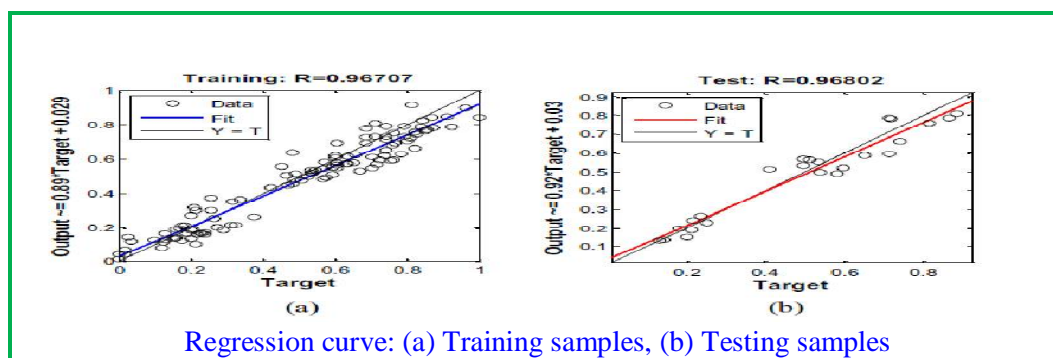 Training: R=0.96707
Output ~=0.89*Target + 0.029
1
0.8
0.6
0.4
0.2
0
Data
Fit
Y = T
0
0.2
0.4
0.6
0.8
1
Target
(a)
Test: R=0.96802
Output ~=0.92*Target + 0.03
0.9
0.8
0.7
0.6
0.5
0.4
0.3
0.2
0.1
Data
Fit
Y = T
0.2
0.4
0.6
0.8
Target
(b)
Regression curve: (a) Training samples, (b) Testing samples